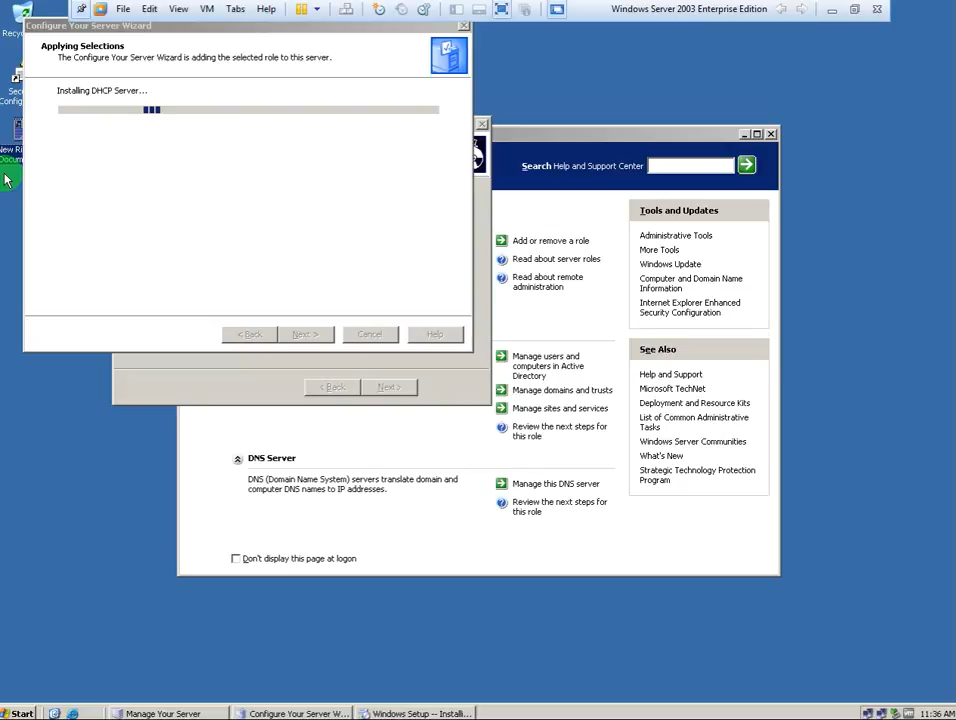 File Edit View VM Tabs Help
Windows Server 2003 Enterprise Edition
Configure Your Server Wizard
Applying Selections
The Configure Your Server Wizard is adding the selected role to this server.
Installing DHCP Server...
< Back Next > Cancel Help
< Back Next >
Search Help and Support Center
Add or remove a role
Read about server roles
Read about remote
administration
Manage users and
computers in Active
Directory
Manage domains and trusts
Manage sites and services
Review the next steps for
this role
DNS Server
DNS (Domain Name System) servers translate domain and
computer DNS names to IP addresses.
Manage this DNS server
Review the next steps for
this role
Don't display this page at logon
Tools and Updates
Administrative Tools
More Tools
Windows Update
Computer and Domain Name
Information
Internet Explorer Enhanced
Security Configuration
See Also
Help and Support
Microsoft TechNet
Deployment and Resource Kits
List of Common Administrative
Tasks
Windows Server Communities
What's New
Strategic Technology Protection
Program
Recy
Sec
Config
New Ri
Docum
Start
Manage Your Server
Configure Your Server W...
Windows Setup -- Installi...
11:36 AM